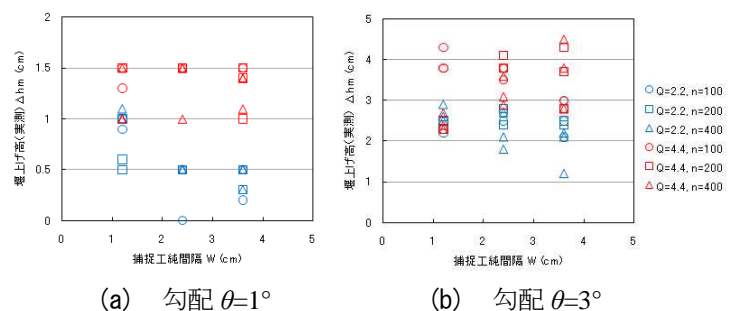 2
1.5
1
0.5
0
0 1 2 3 4 5
堰上げ高(実測) Δhm (cm)
捕捉工純間隔 W (cm)
(a) 勾配 θ=1°
5
4
3
2
1
0
0 1 2 3 4 5
堰上げ高(実測) Δhm (cm)
捕捉工純間隔 W (cm)
(b) 勾配 θ=3°
Q=2.2, n=100
Q=2.2, n=200
Q=2.2, n=400
Q=4.4, n=100
Q=4.4, n=200
Q=4.4, n=400